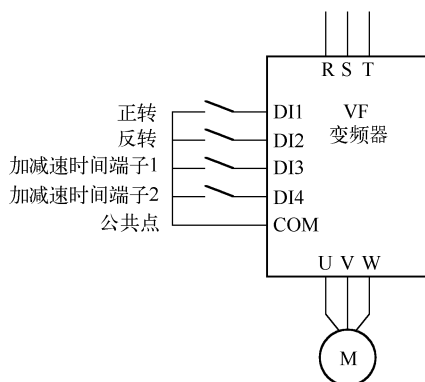 R S T
正转 DI1 VF
变频器
反转 DI2
加减速时间端子1 DI3
加减速时间端子2 DI4
公共点 COM
U V W
M